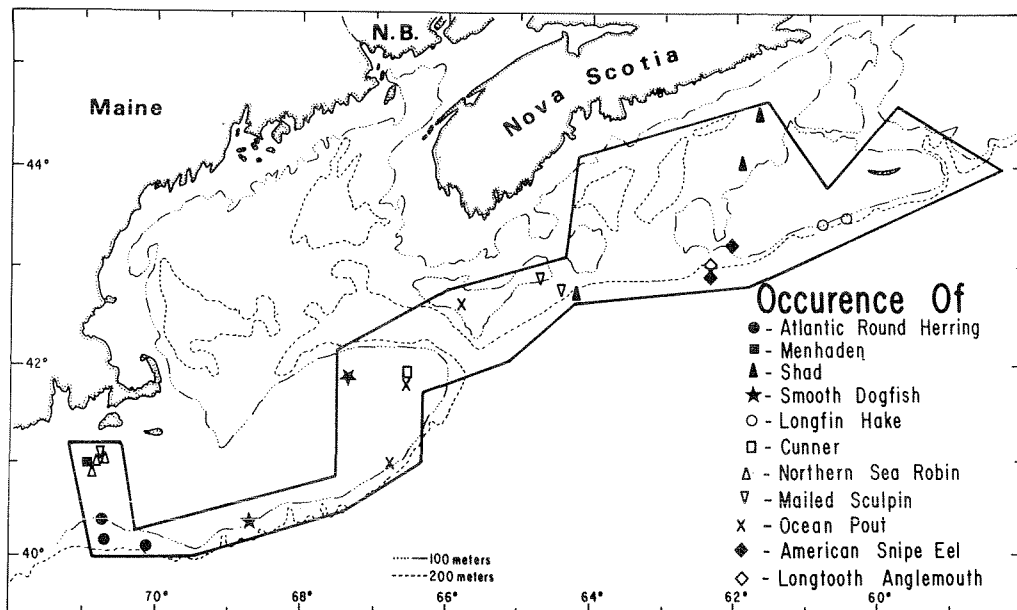 N.B.
Maine
Nova Scotia
44°
42°
40°
Occurence Of
- Atlantic Round Herring
- Menhaden
- Shad
- Smooth Dogfish
- Longfin Hake
- Cunner
- Northern Sea Robin
- Mailed Sculpin
- Ocean Pout
- American Snipe Eel
- Longtooth Anglemouth
100 meters
200 meters
70° 68° 66° 64° 62° 60°